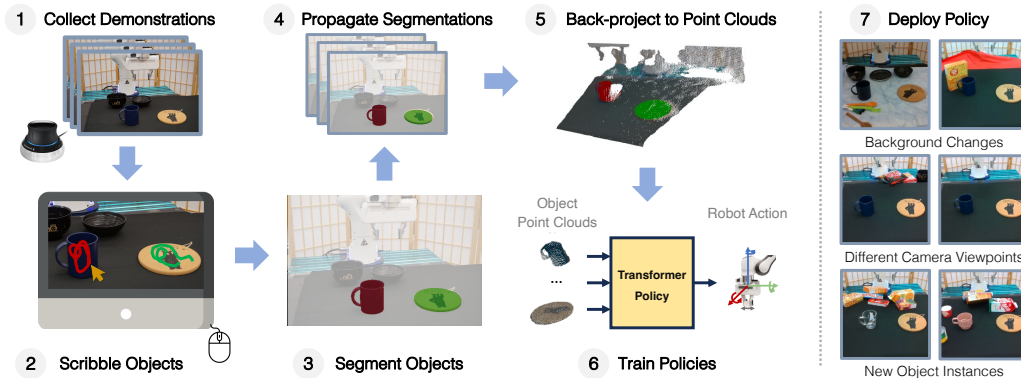 1 Collect Demonstrations
4 Propagate Segmentations
5 Back-project to Point Clouds
7 Deploy Policy
Background Changes
Object
Point Clouds
Robot Action
...
Transformer
Policy
Different Camera Viewpoints
2 Scribble Objects
3 Segment Objects
6 Train Policies
New Object Instances